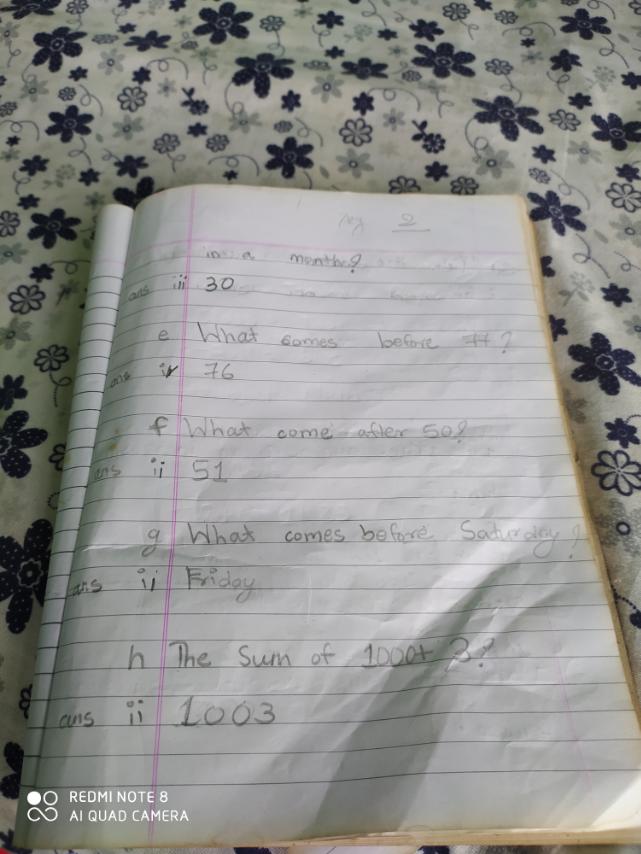 Pg 2
in a month?
ans iii 30
e What comes before 77?
ans iv 76
f What come after 50?
ans ii 51
g What comes before Saturday?
ans ii Friday
h The Sum of 1000+ 3?
ans ii 1003
REDMI NOTE 8
AI QUAD CAMERA